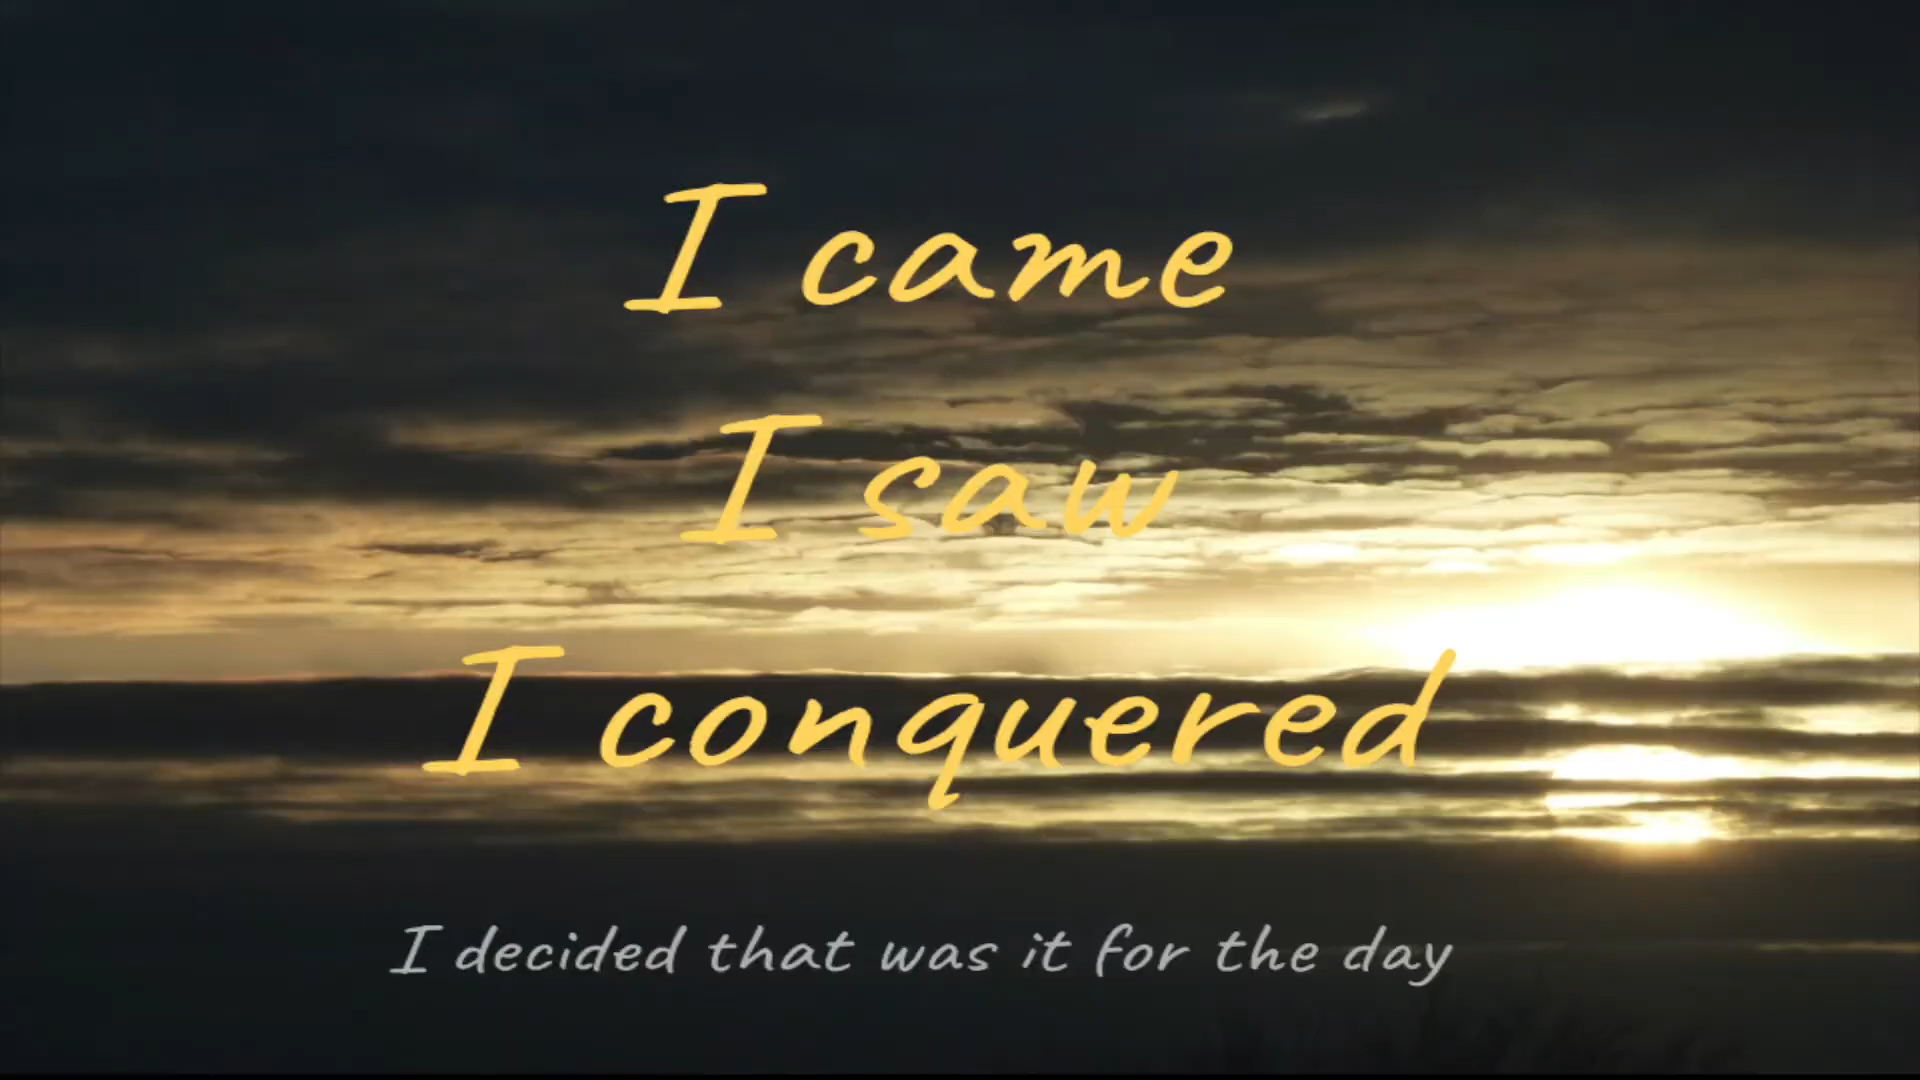 I came
I saw
I conquered
I decided that was it for the day